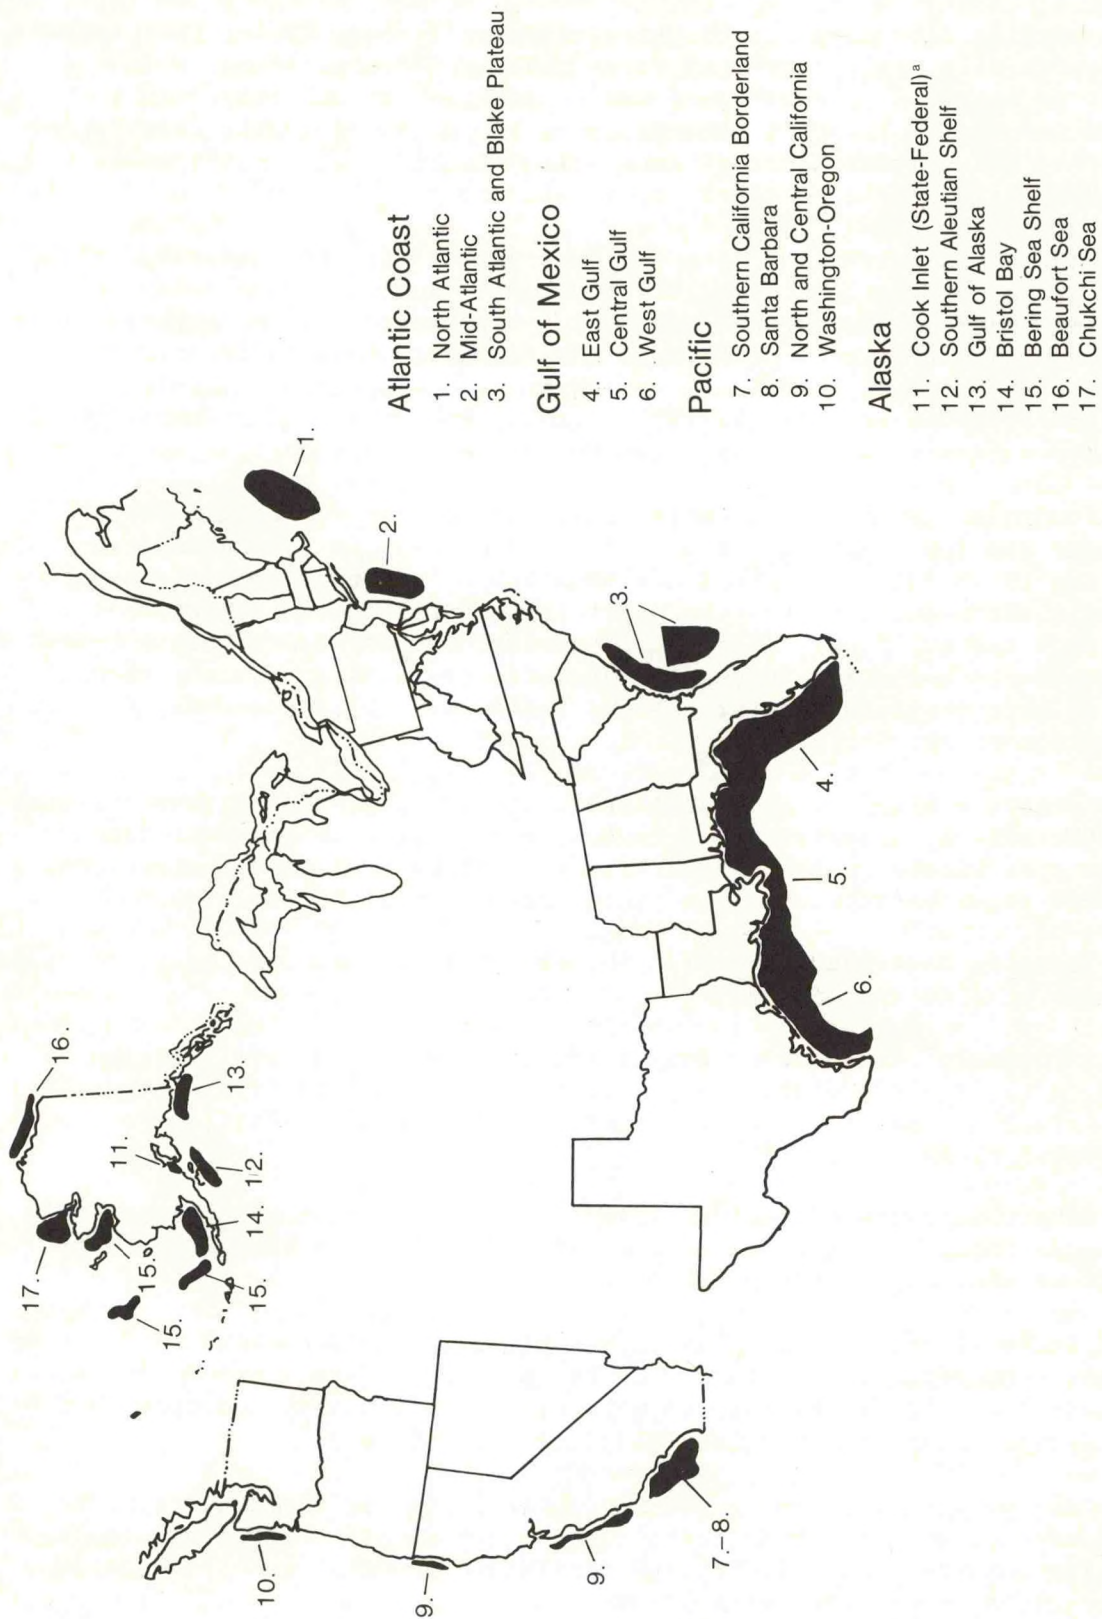 Atlantic Coast
1. North Atlantic
2. Mid-Atlantic
3. South Atlantic and Blake Plateau
Gulf of Mexico
4. East Gulf
5. Central Gulf
6. West Gulf
Pacific
7. Southern California Borderland
8. Santa Barbara
9. North and Central California
10. Washington-Oregon
Alaska
11. Cook Inlet (State-Federal)ᵃ
12. Southern Aleutian Shelf
13. Gulf of Alaska
14. Bristol Bay
15. Bering Sea Shelf
16. Beaufort Sea
17. Chukchi Sea
1.
2.
3.
4.
5.
6.
7.-8.
9.
9.
10.
11.
12.
13.
14.
15.
15.
15.
16.
17.